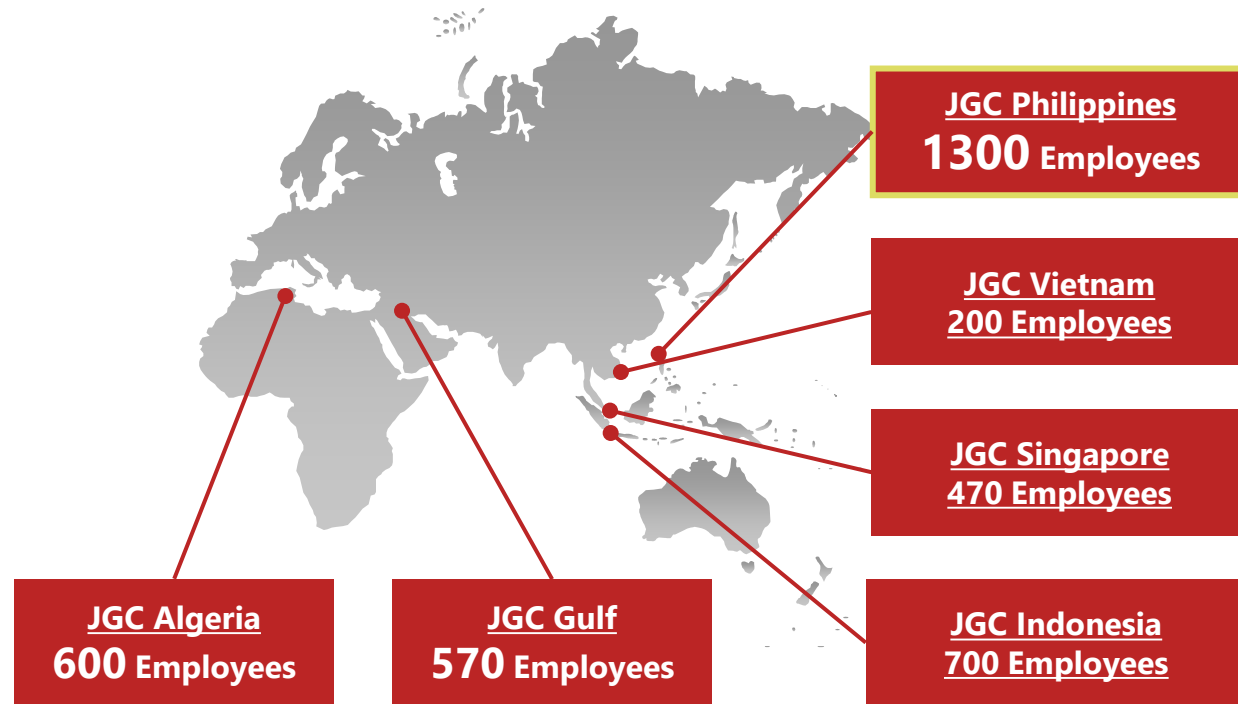 JGC Philippines
1300 Employees
JGC Vietnam
200 Employees
JGC Singapore
470 Employees
JGC Algeria
600 Employees
JGC Gulf
570 Employees
JGC Indonesia
700 Employees